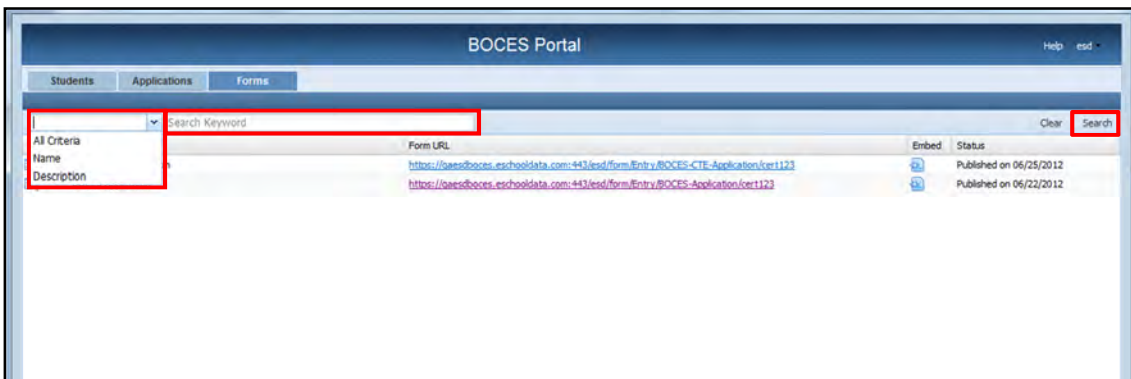 BOCES Portal
Help esd
Students Applications Forms
Search Keyword Clear Search
All Criteria
Name
Description
Form URL Embed Status
https://qaesdboces.eschooldata.com:443/esd/form/Entry/BOCES-CTE-Application/cert123 Published on 06/25/2012
https://qaesdboces.eschooldata.com:443/esd/form/Entry/BOCES-Application/cert123 Published on 06/22/2012